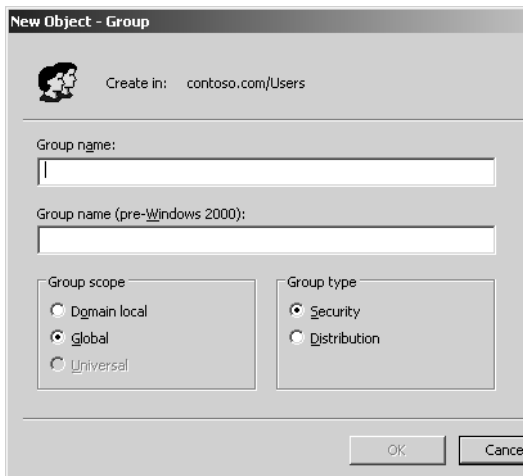 New Object - Group
Create in: contoso.com/Users
Group name:
Group name (pre-Windows 2000):
Group scope
Domain local
Global
Universal
Group type
Security
Distribution
OK
Cance